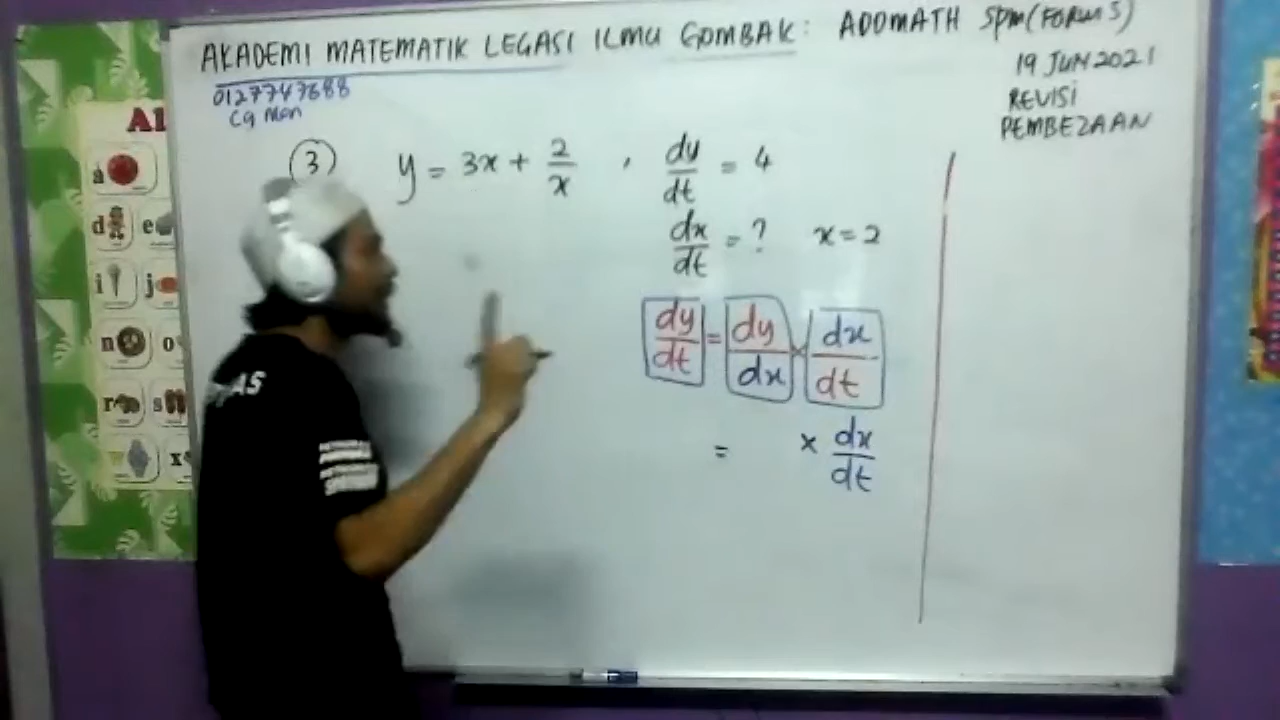 AKADEMI MATEMATIK LEGASI ILMU GOMBAK: ADDMATH SPM (FORM 5)
0127747688
Cg Man
19 JUN 2021
REVISI
PEMBEZAAN
3 y = 3x + 2/x , dy/dt = 4
dx/dt = ? x = 2
dy/dt = dy/dx × dx/dt
= × dx/dt
A
a
d e
i j
n o
r s
x
AS